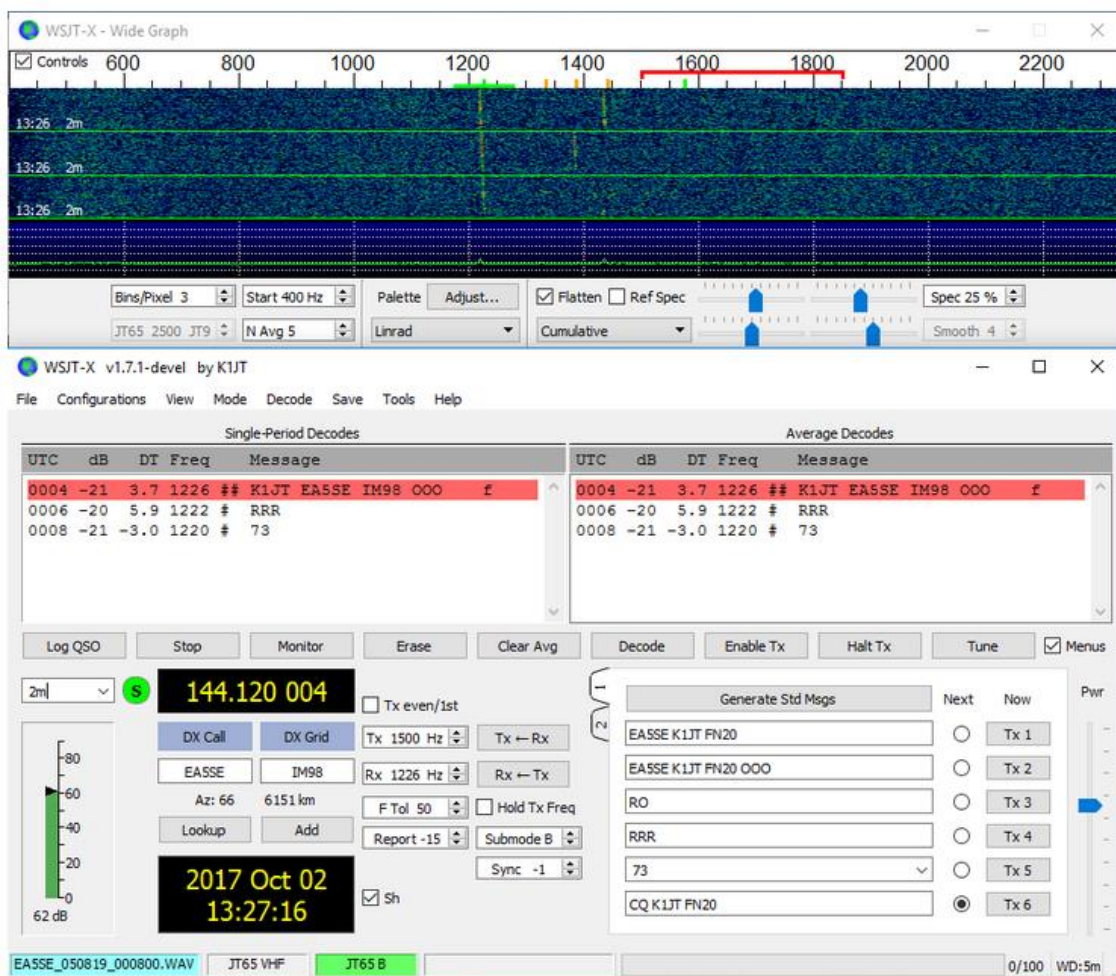 WSJT-X - Wide Graph
Controls 600 800 1000 1200 1400 1600 1800 2000 2200
13:26 2m
13:26 2m
13:26 2m
Bins/Pixel 3 Start 400 Hz Palette Adjust... Flatten Ref Spec Spec 25 %
JT65 2500 JT9 N Avg 5 Linrad Cumulative Smooth 4
WSJT-X v1.7.1-devel by K1JT
File Configurations View Mode Decode Save Tools Help
Single-Period Decodes Average Decodes
UTC dB DT Freq Message UTC dB DT Freq Message
0004 -21 3.7 1226 ## K1JT EA5SE IM98 OOO f 0004 -21 3.7 1226 ## K1JT EA5SE IM98 OOO f
0006 -20 5.9 1222 # RRR 0006 -20 5.9 1222 # RRR
0008 -21 -3.0 1220 # 73 0008 -21 -3.0 1220 # 73
Log QSO Stop Monitor Erase Clear Avg Decode Enable Tx Halt Tx Tune Menus
2m S 144.120 004 Tx even/1st 1 2 Generate Std Msgs Next Now Pwr
DX Call DX Grid Tx 1500 Hz Tx ← Rx EA5SE K1JT FN20 Tx 1
EA5SE IM98 Rx 1226 Hz Rx ← Tx EA5SE K1JT FN20 OOO Tx 2
Az: 66 6151 km F Tol 50 Hold Tx Freq RO Tx 3
Lookup Add Report -15 Submode B RRR Tx 4
Sync -1 73 Tx 5
2017 Oct 02
13:27:16 Sh CQ K1JT FN20 Tx 6
80
60
40
20
0
62 dB
EA5SE_050819_000800.WAV JT65 VHF JT65 B 0/100 WD:5m